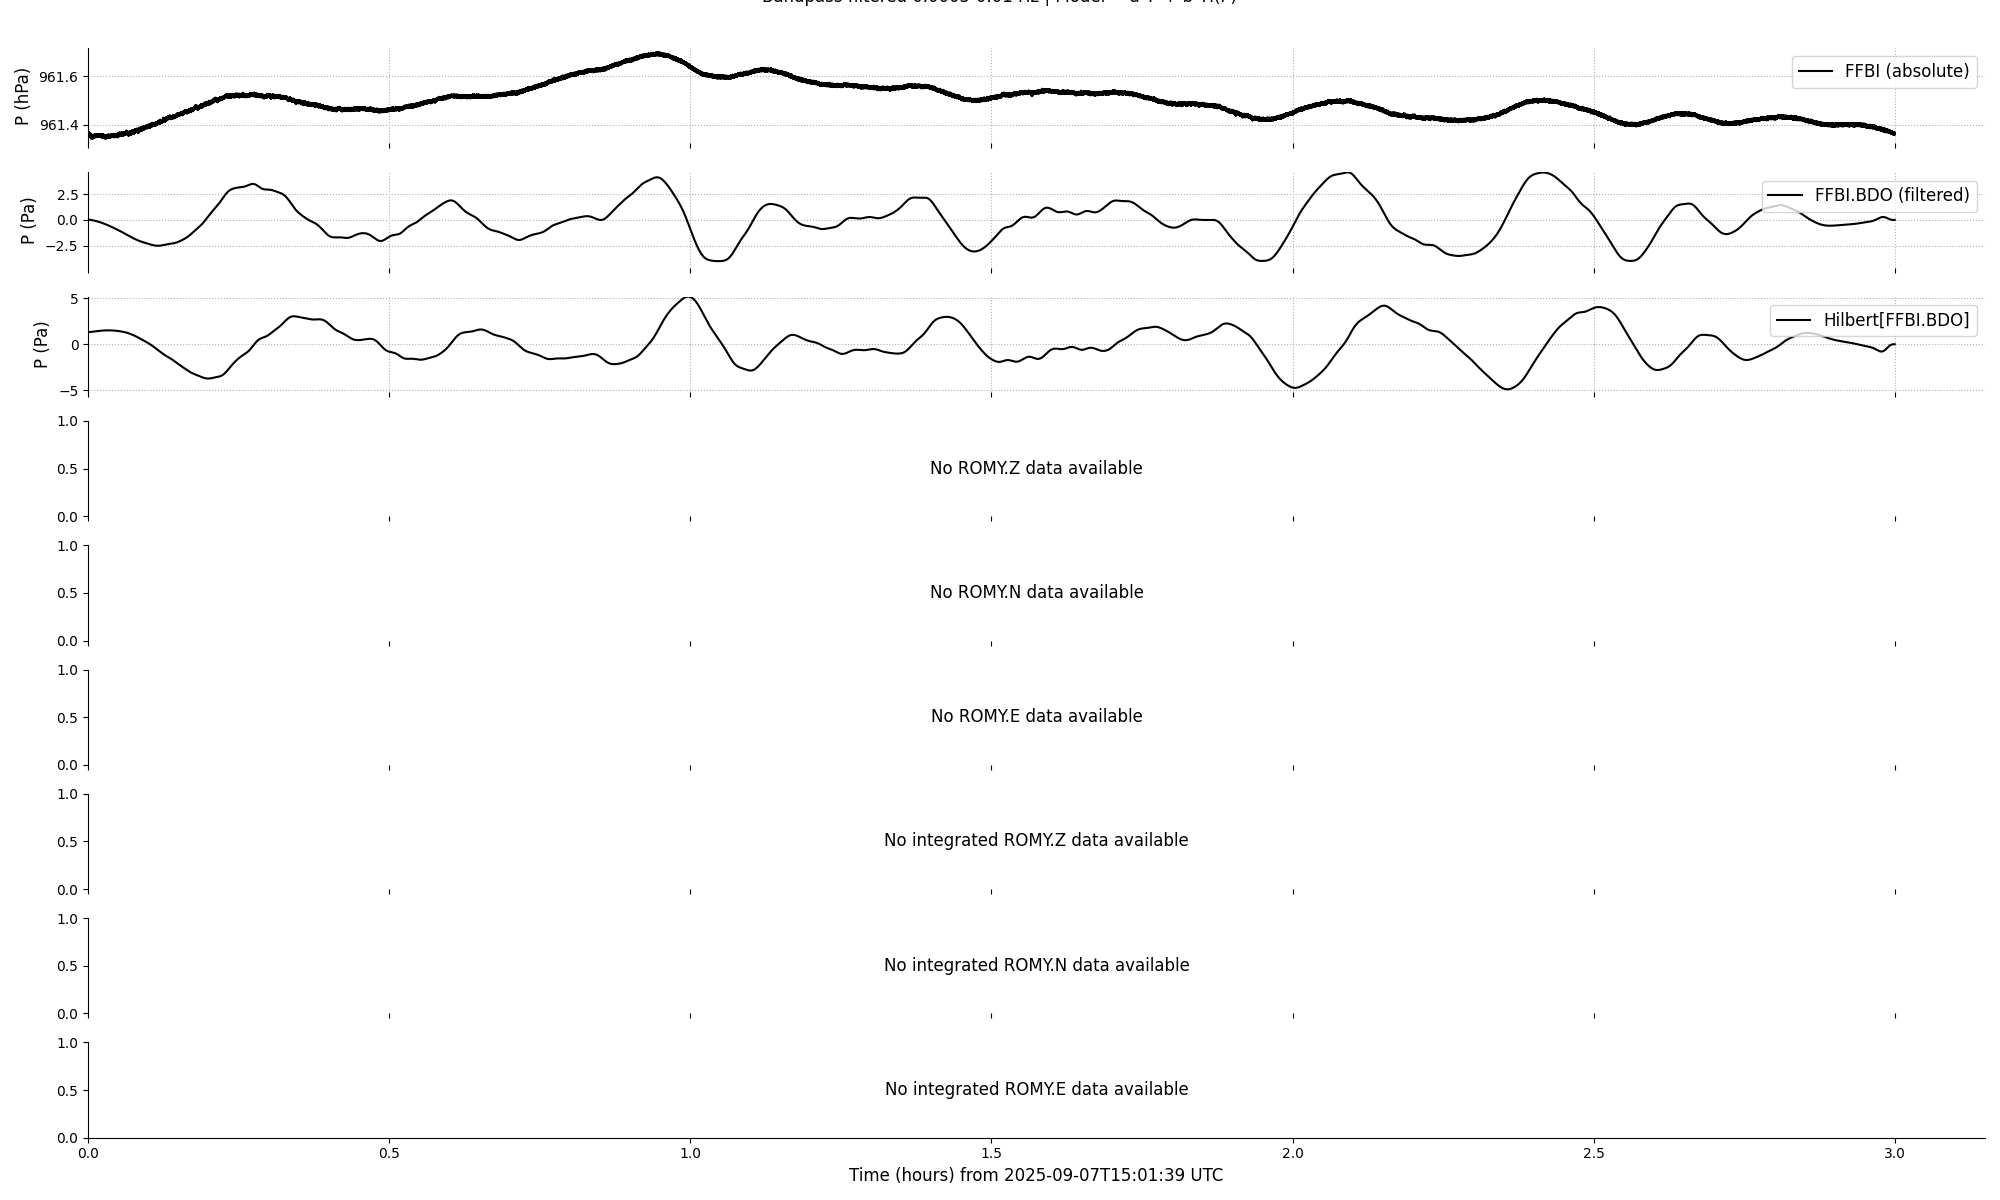 P (hPa)
961.6
961.4
FFBI (absolute)
P (Pa)
2.5
0.0
−2.5
FFBI.BDO (filtered)
P (Pa)
5
0
−5
Hilbert[FFBI.BDO]
1.0
0.5
0.0
No ROMY.Z data available
1.0
0.5
0.0
No ROMY.N data available
1.0
0.5
0.0
No ROMY.E data available
1.0
0.5
0.0
No integrated ROMY.Z data available
1.0
0.5
0.0
No integrated ROMY.N data available
1.0
0.5
0.0
No integrated ROMY.E data available
0.0 0.5 1.0 1.5 2.0 2.5 3.0
Time (hours) from 2025-09-07T15:01:39 UTC